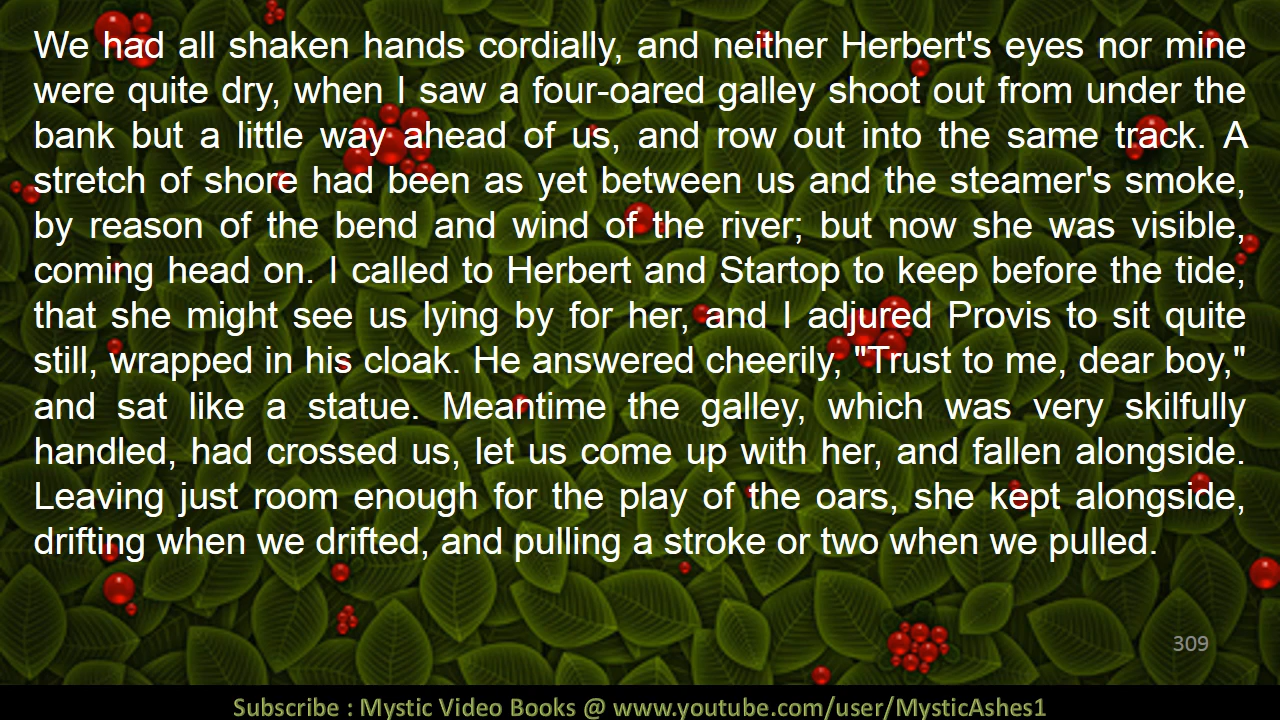 We had all shaken hands cordially, and neither Herbert's eyes nor mine
were quite dry, when I saw a four-oared galley shoot out from under the
bank but a little way ahead of us, and row out into the same track. A
stretch of shore had been as yet between us and the steamer's smoke,
by reason of the bend and wind of the river; but now she was visible,
coming head on. I called to Herbert and Startop to keep before the tide,
that she might see us lying by for her, and I adjured Provis to sit quite
still, wrapped in his cloak. He answered cheerily, "Trust to me, dear boy,"
and sat like a statue. Meantime the galley, which was very skilfully
handled, had crossed us, let us come up with her, and fallen alongside.
Leaving just room enough for the play of the oars, she kept alongside,
drifting when we drifted, and pulling a stroke or two when we pulled.
309
Subscribe : Mystic Video Books @ www.youtube.com/user/MysticAshes1